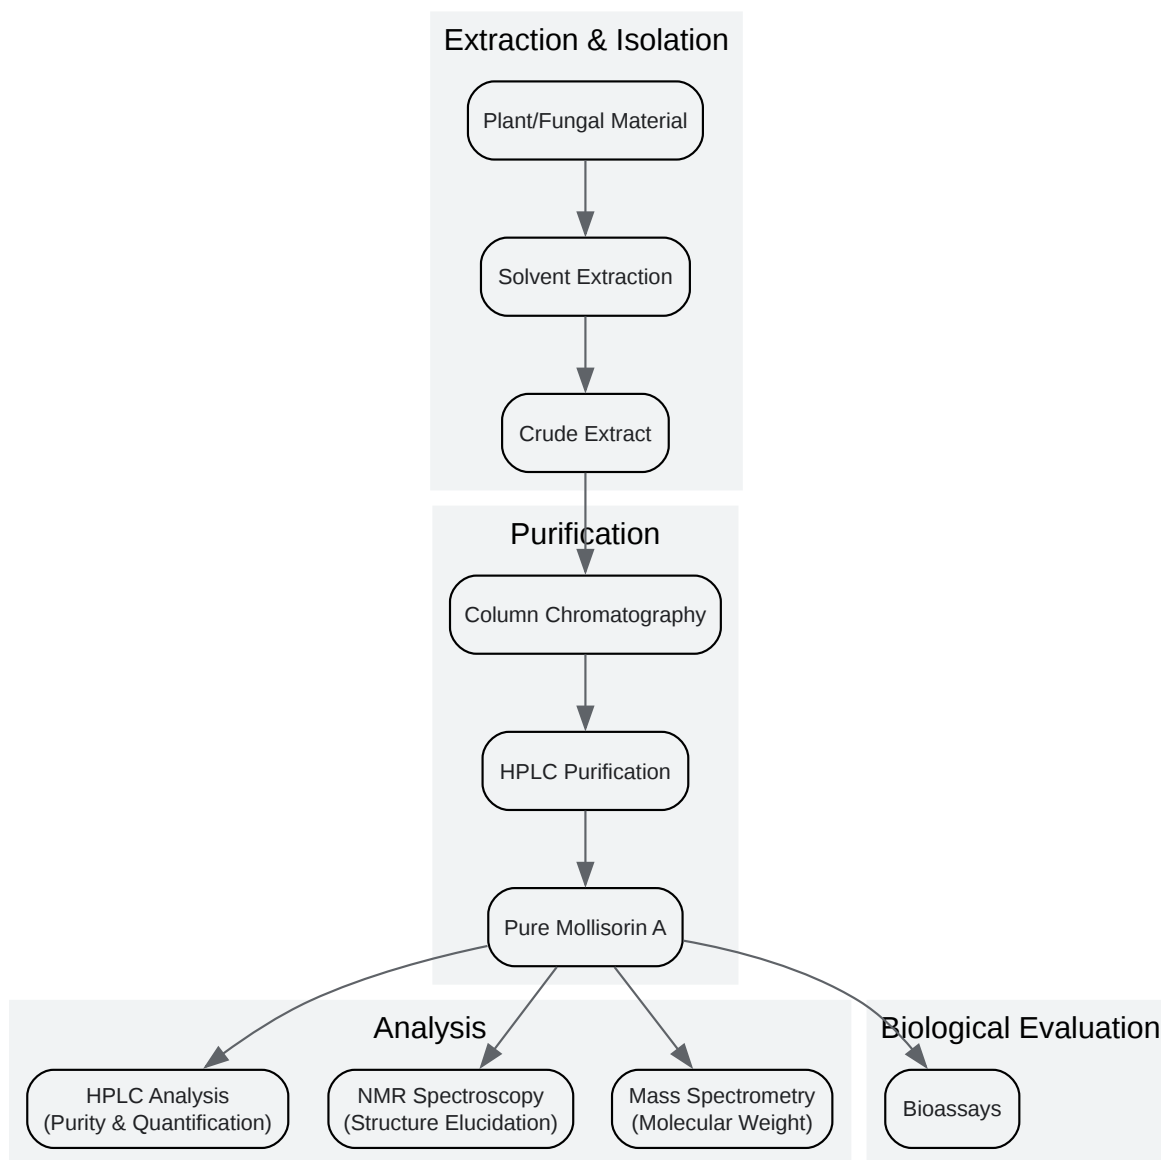 Extraction & Isolation
Plant/Fungal Material
Solvent Extraction
Crude Extract
Purification
Column Chromatography
HPLC Purification
Pure Mollisorin A
Analysis
Biological Evaluation
HPLC Analysis
(Purity & Quantification)
NMR Spectroscopy
(Structure Elucidation)
Mass Spectrometry
(Molecular Weight)
Bioassays